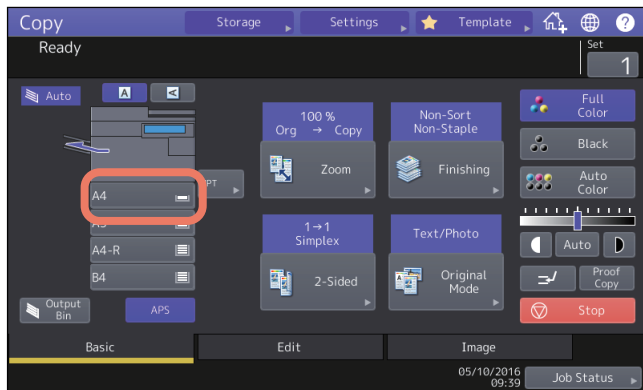 Copy
Storage
Settings
Template
?
Ready
Set
1
Auto
A
A
100 %
Org → Copy
Non-Sort
Non-Staple
Full
Color
Black
Zoom
Finishing
A4
PT
Auto
Color
1→1
Simplex
Text/Photo
A4-R
2-Sided
Original
Mode
Auto
B4
Proof
Copy
Output
Bin
APS
Stop
Basic
Edit
Image
05/10/2016
09:39
Job Status